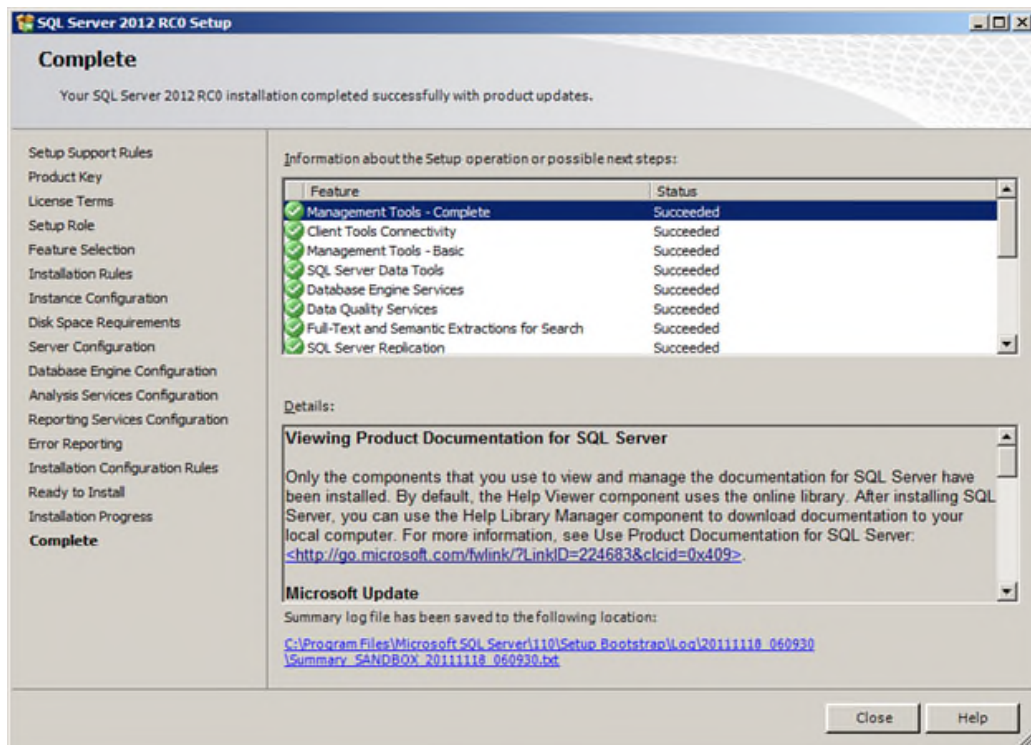 SQL Server 2012 RC0 Setup
Complete
Your SQL Server 2012 RC0 installation completed successfully with product updates.
Setup Support Rules
Product Key
License Terms
Setup Role
Feature Selection
Installation Rules
Instance Configuration
Disk Space Requirements
Server Configuration
Database Engine Configuration
Analysis Services Configuration
Reporting Services Configuration
Error Reporting
Installation Configuration Rules
Ready to Install
Installation Progress
Complete
Information about the Setup operation or possible next steps:
Feature Status
Management Tools - Complete Succeeded
Client Tools Connectivity Succeeded
Management Tools - Basic Succeeded
SQL Server Data Tools Succeeded
Database Engine Services Succeeded
Data Quality Services Succeeded
Full-Text and Semantic Extractions for Search Succeeded
SQL Server Replication Succeeded
Details:
Viewing Product Documentation for SQL Server
Only the components that you use to view and manage the documentation for SQL Server have
been installed. By default, the Help Viewer component uses the online library. After installing SQL
Server, you can use the Help Library Manager component to download documentation to your
local computer. For more information, see Use Product Documentation for SQL Server:
<http://go.microsoft.com/fwlink/?LinkID=224683&clcid=0x409>.
Microsoft Update
Summary log file has been saved to the following location:
C:\Program Files\Microsoft SQL Server\110\Setup Bootstrap\Log\20111118_060930
\Summary_SANDBOX_20111118_060930.txt
Close
Help